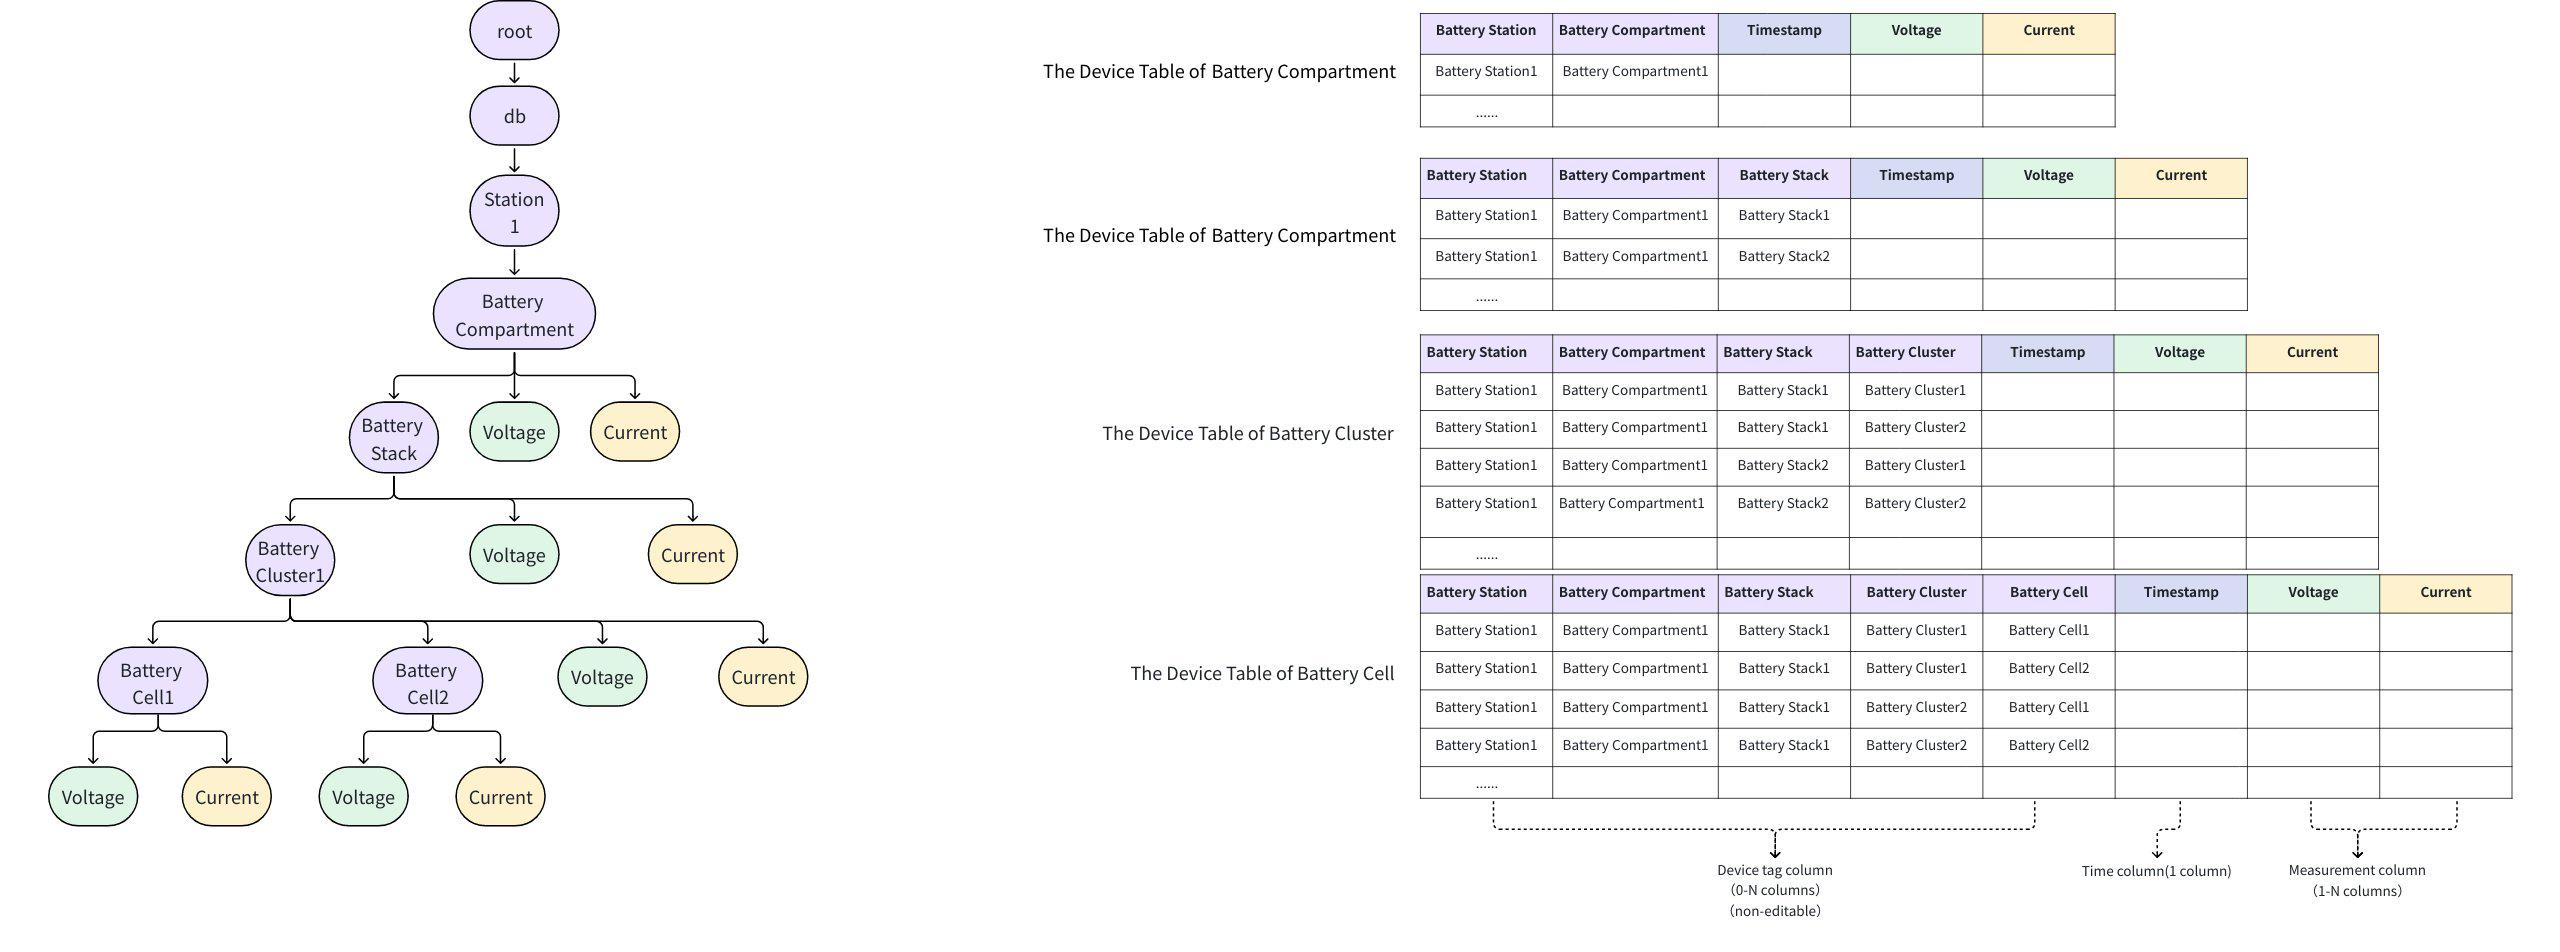 root
db
Station
1
Battery
Compartment
Battery
Stack
Voltage
Current
Battery
Cluster1
Voltage
Current
Battery
Cell1
Battery
Cell2
Voltage
Current
Voltage
Current
Voltage
Current
The Device Table of Battery Compartment
Battery Station Battery Compartment Timestamp Voltage Current
Battery Station1 Battery Compartment1
......
The Device Table of Battery Compartment
Battery Station Battery Compartment Battery Stack Timestamp Voltage Current
Battery Station1 Battery Compartment1 Battery Stack1
Battery Station1 Battery Compartment1 Battery Stack2
......
The Device Table of Battery Cluster
Battery Station Battery Compartment Battery Stack Battery Cluster Timestamp Voltage Current
Battery Station1 Battery Compartment1 Battery Stack1 Battery Cluster1
Battery Station1 Battery Compartment1 Battery Stack1 Battery Cluster2
Battery Station1 Battery Compartment1 Battery Stack2 Battery Cluster1
Battery Station1 Battery Compartment1 Battery Stack2 Battery Cluster2
......
The Device Table of Battery Cell
Battery Station Battery Compartment Battery Stack Battery Cluster Battery Cell Timestamp Voltage Current
Battery Station1 Battery Compartment1 Battery Stack1 Battery Cluster1 Battery Cell1
Battery Station1 Battery Compartment1 Battery Stack1 Battery Cluster1 Battery Cell2
Battery Station1 Battery Compartment1 Battery Stack1 Battery Cluster2 Battery Cell1
Battery Station1 Battery Compartment1 Battery Stack1 Battery Cluster2 Battery Cell2
......
Device tag column
（0-N columns）
（non-editable）
Time column(1 column)
Measurement column
（1-N columns）